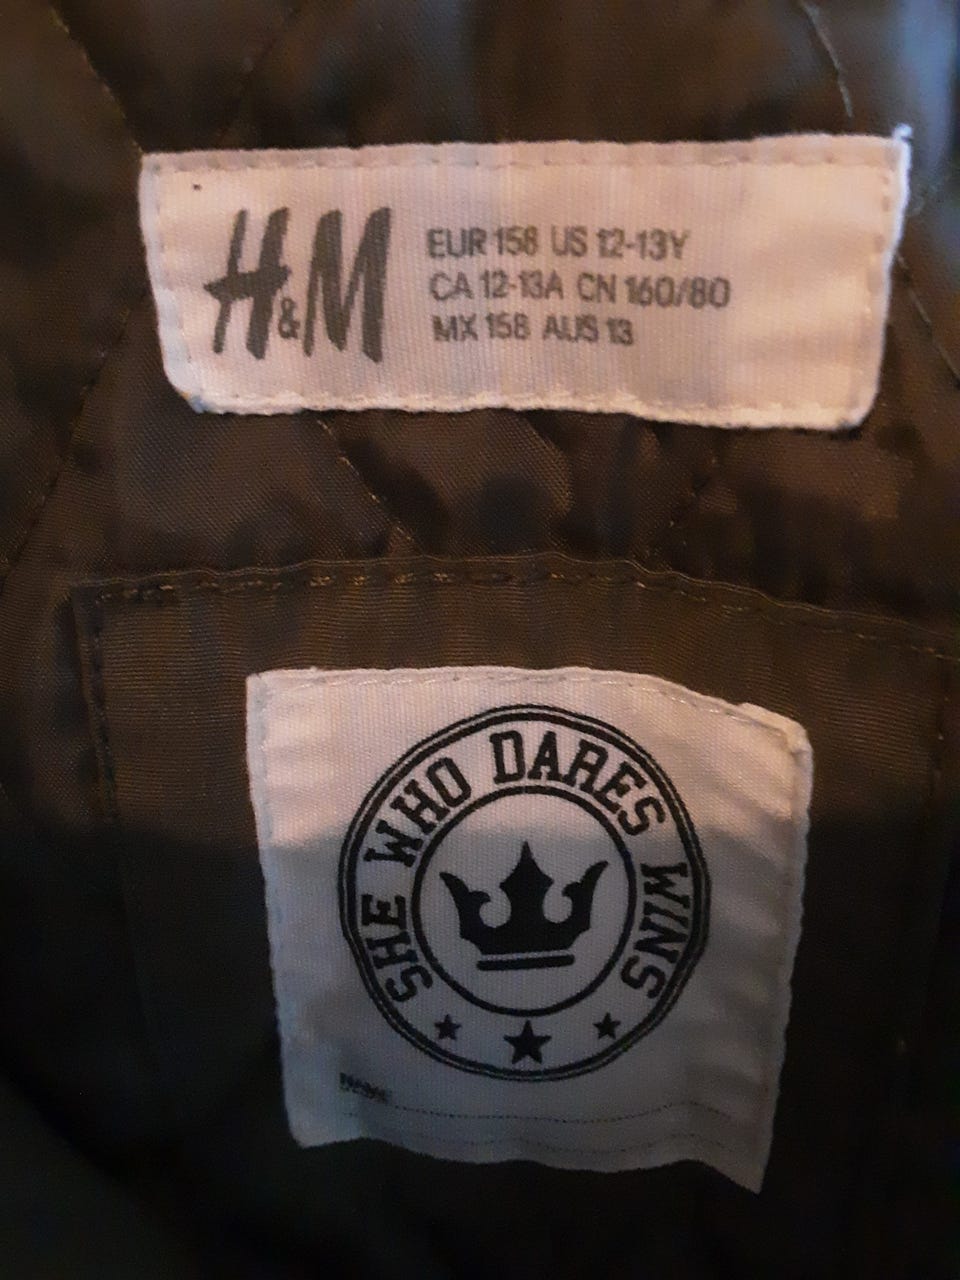 H&M
EUR 158 US 12-13Y
CA 12-13A CN 160/80
MX 158 AUS 13
SHE WHO DARES WINS
NAME